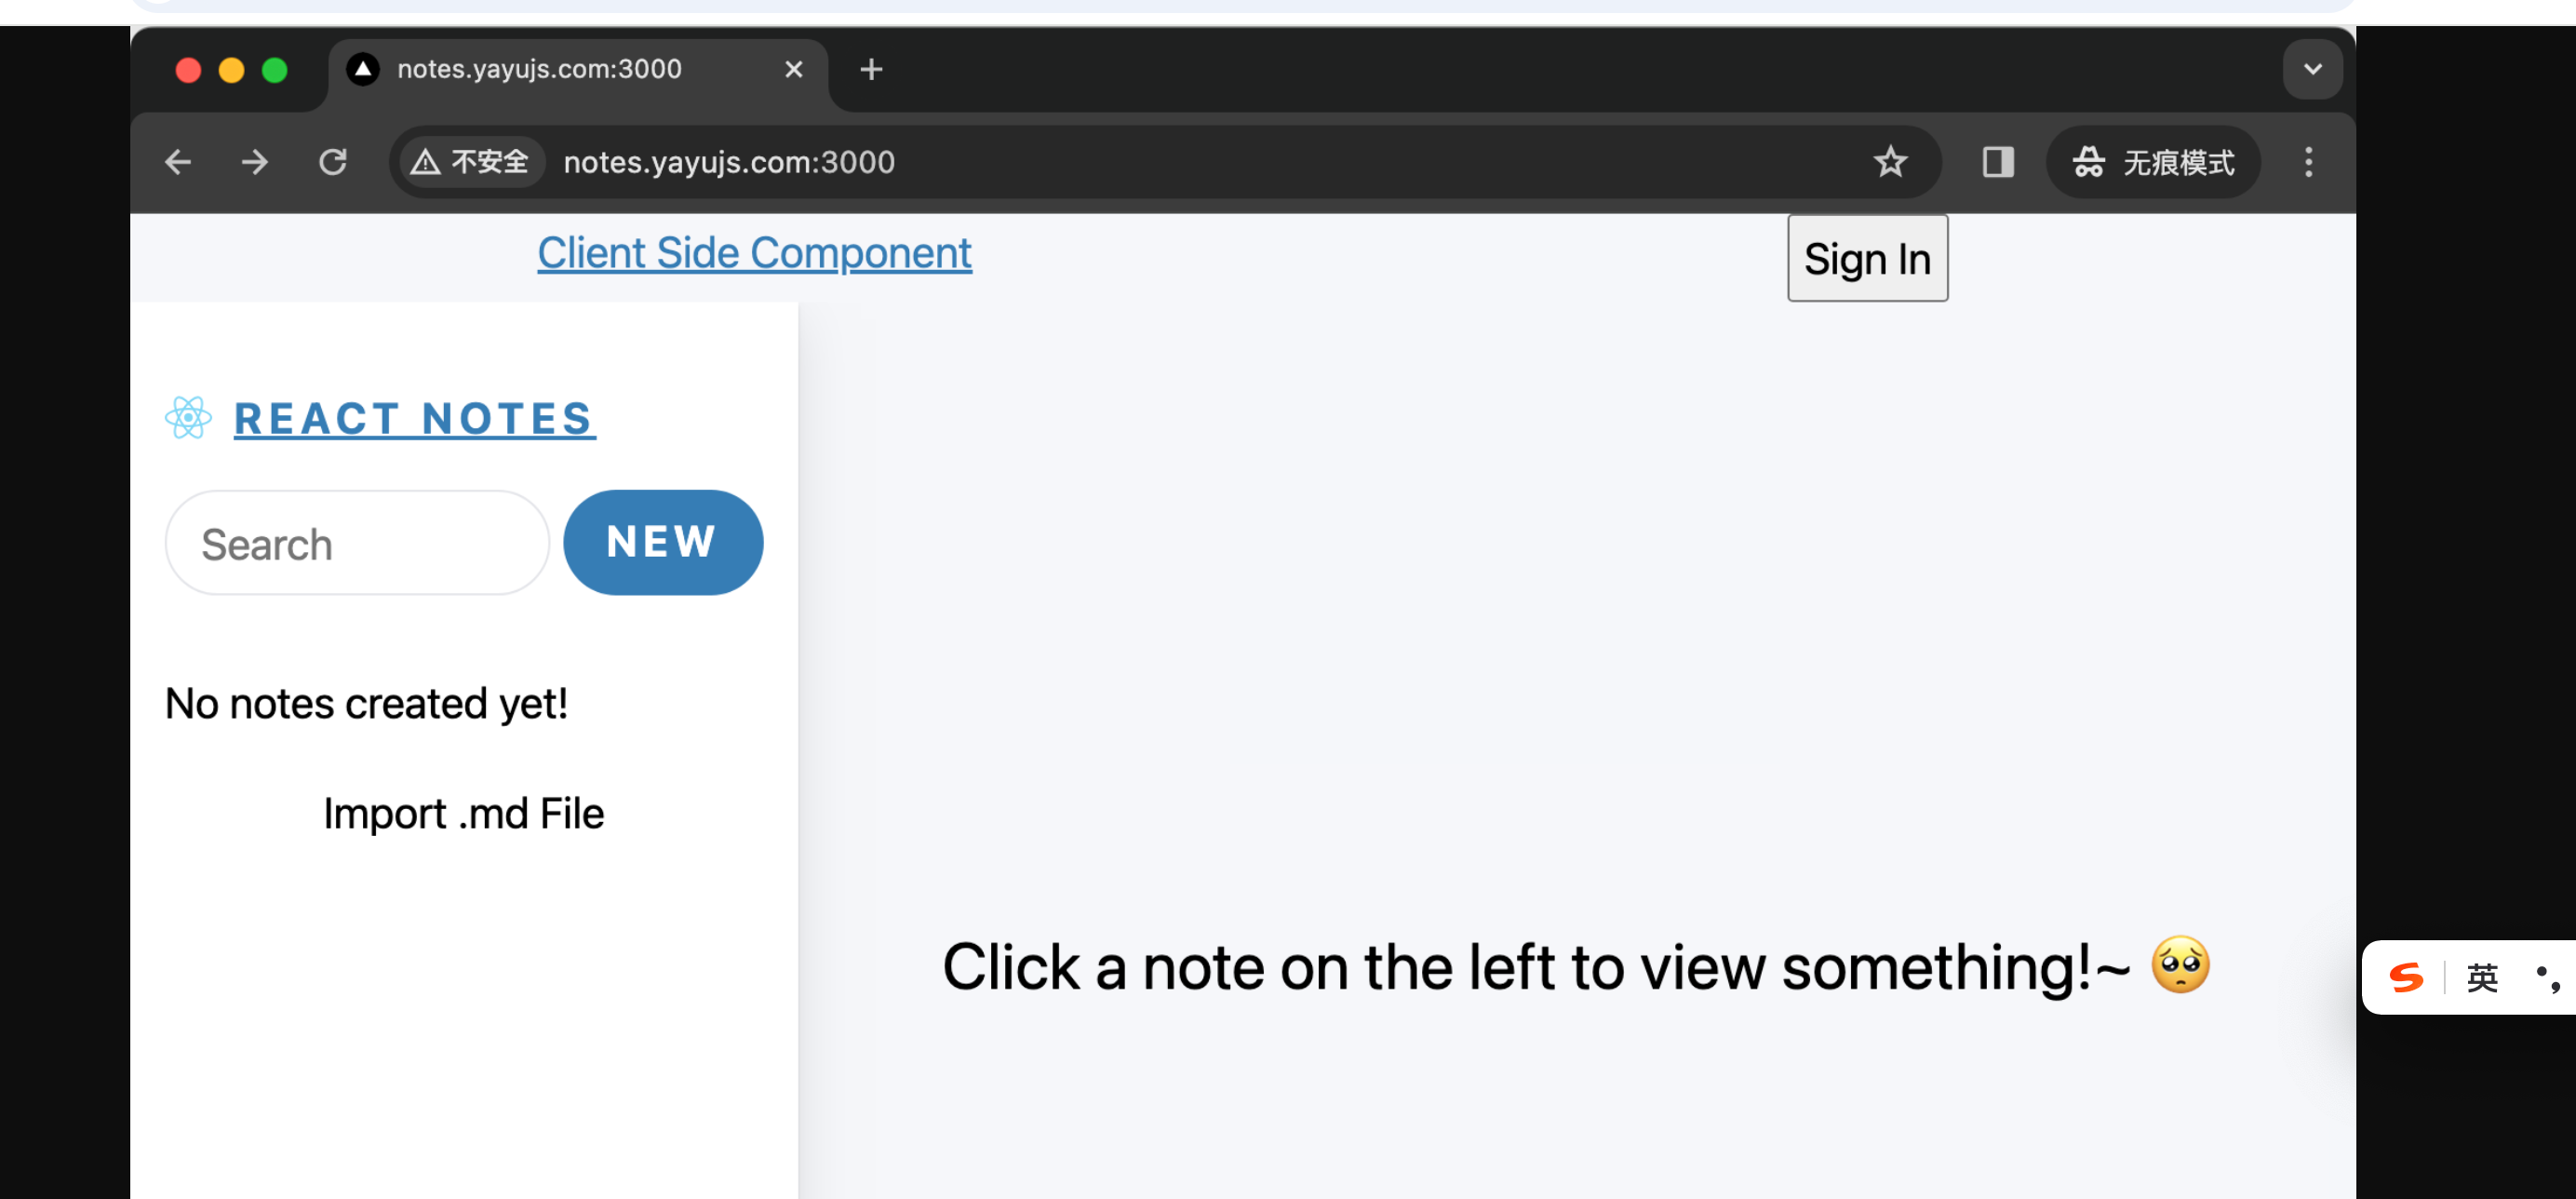 notes.yayujs.com:3000
不安全 notes.yayujs.com:3000 无痕模式
Client Side Component Sign In
REACT NOTES
Search NEW
No notes created yet!
Import .md File
Click a note on the left to view something!~ 🥺
英